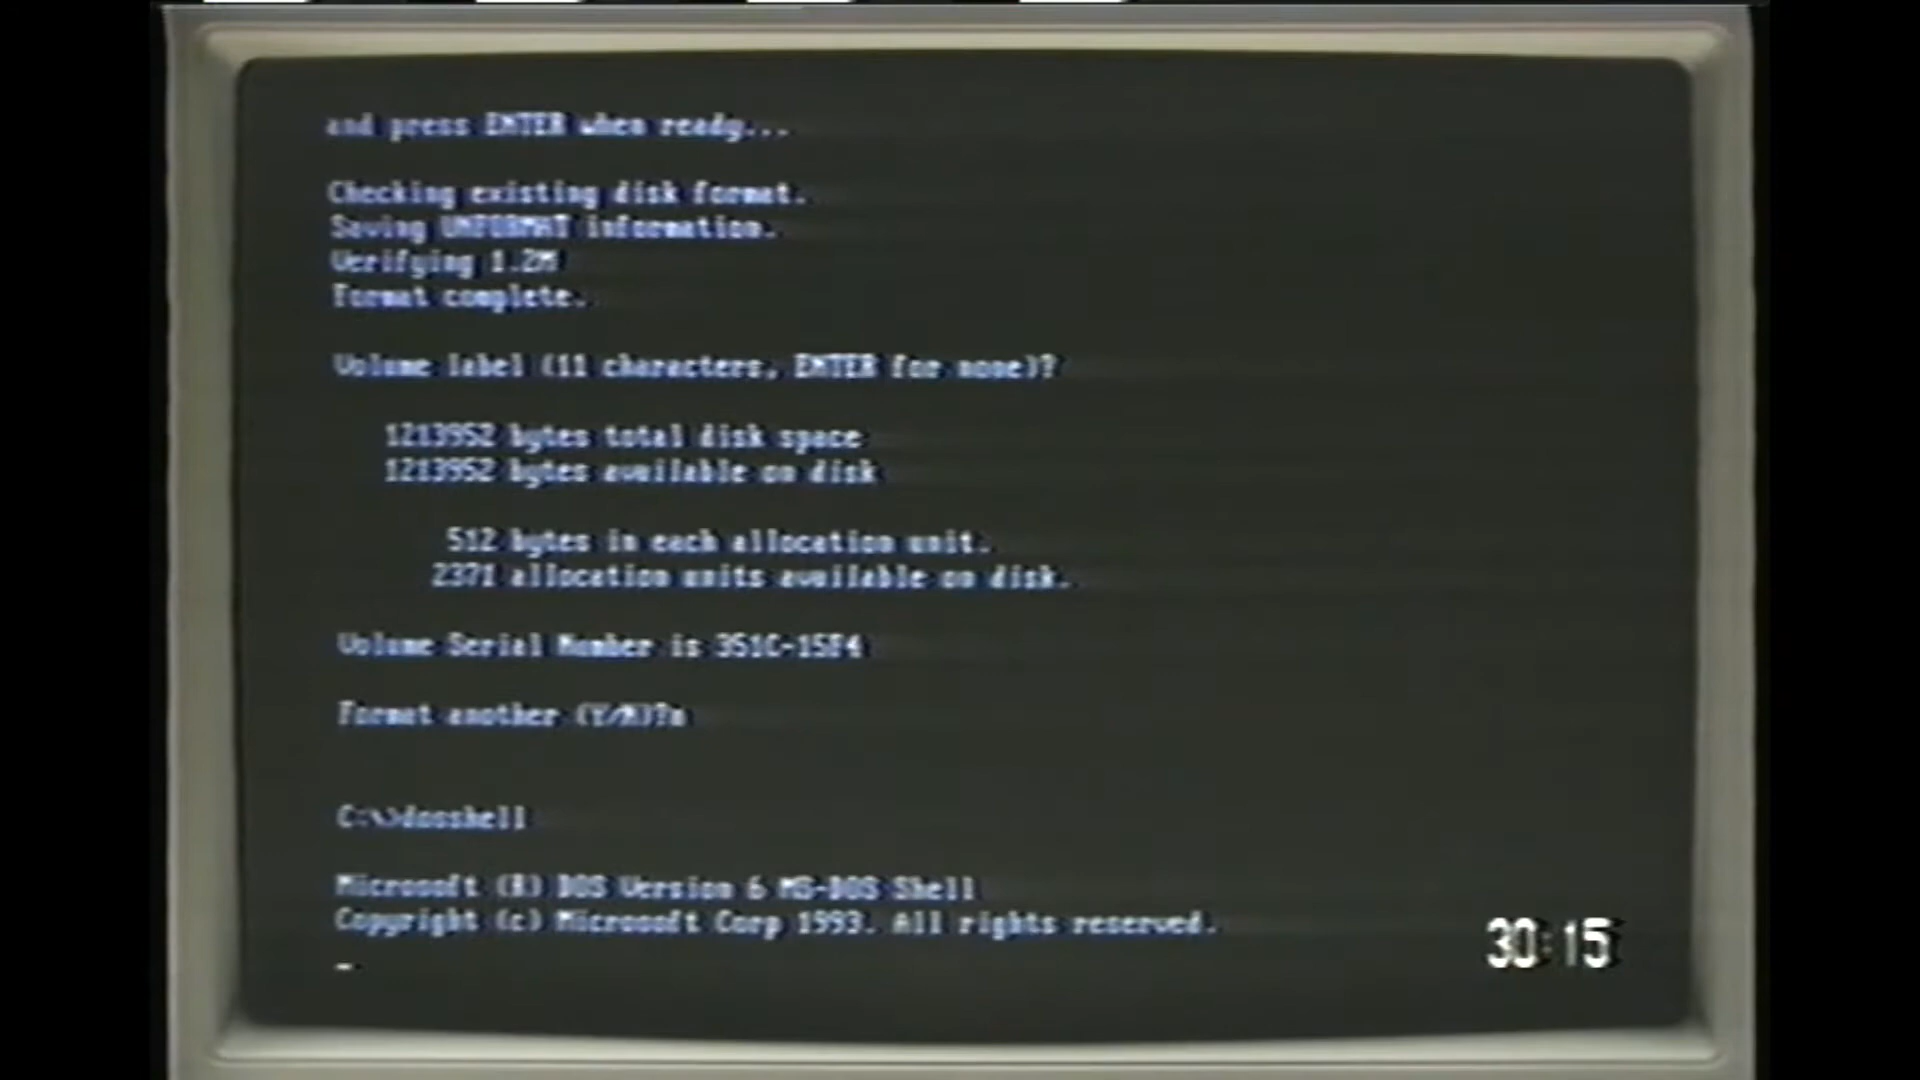 and press ENTER when ready...
Checking existing disk format.
Saving UNFORMAT information.
Verifying 1.2M
Format complete.
Volume label (11 characters, ENTER for none)?
1213952 bytes total disk space
1213952 bytes available on disk
512 bytes in each allocation unit.
2371 allocation units available on disk.
Volume Serial Number is 351C-15F4
Format another (Y/N)?n
C:\>dosshell
Microsoft (R) DOS Version 6 MS-DOS Shell
Copyright (c) Microsoft Corp 1993. All rights reserved.
30:15